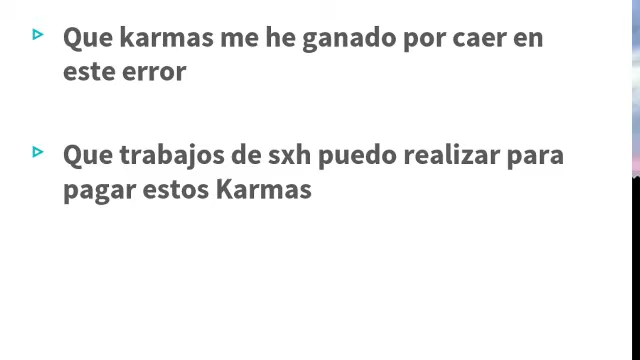 Que karmas me he ganado por caer en
este error
Que trabajos de sxh puedo realizar para
pagar estos Karmas